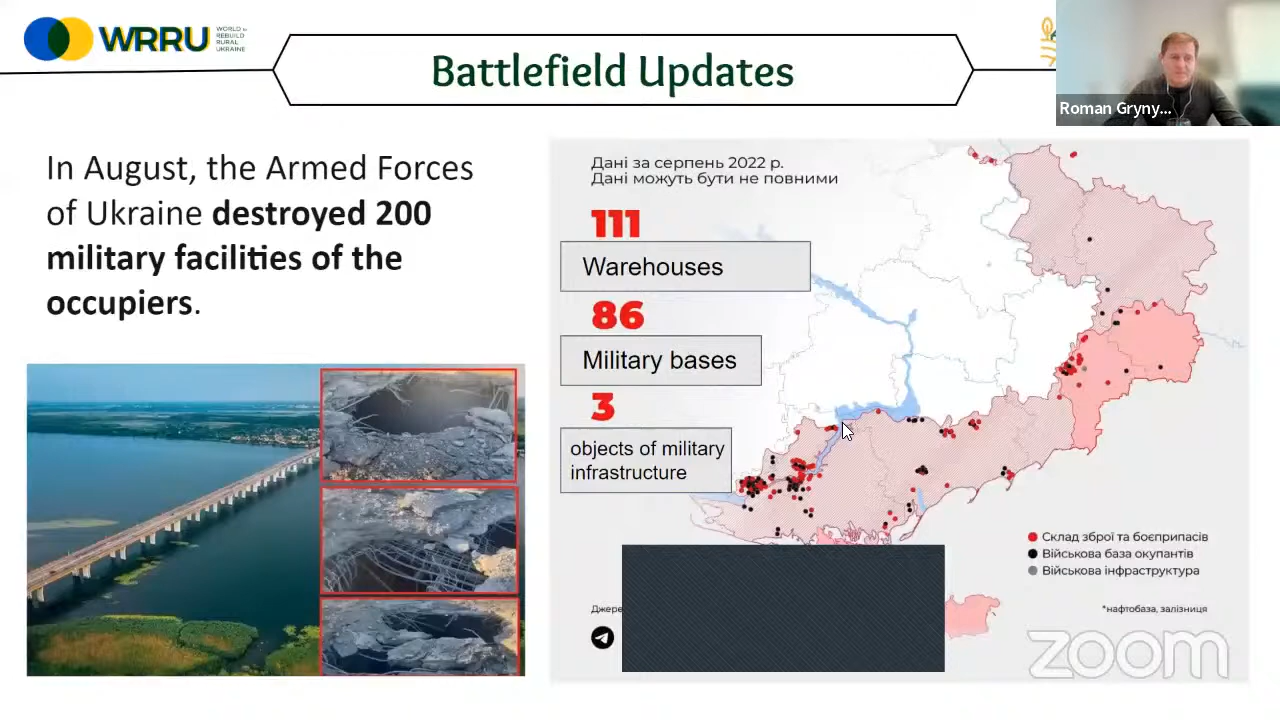 WRRU
WORLD to
REBUILD
RURAL
UKRAINE
Battlefield Updates
Roman Gryny...
In August, the Armed Forces
of Ukraine destroyed 200
military facilities of the
occupiers.
Дані за серпень 2022 р.
Дані можуть бути не повними
111
Warehouses
86
Military bases
3
objects of military
infrastructure
Склад зброї та боєприпасів
Військова база окупантів
Військова інфраструктура
*нафтобаза, залізниця
Джере
zoom